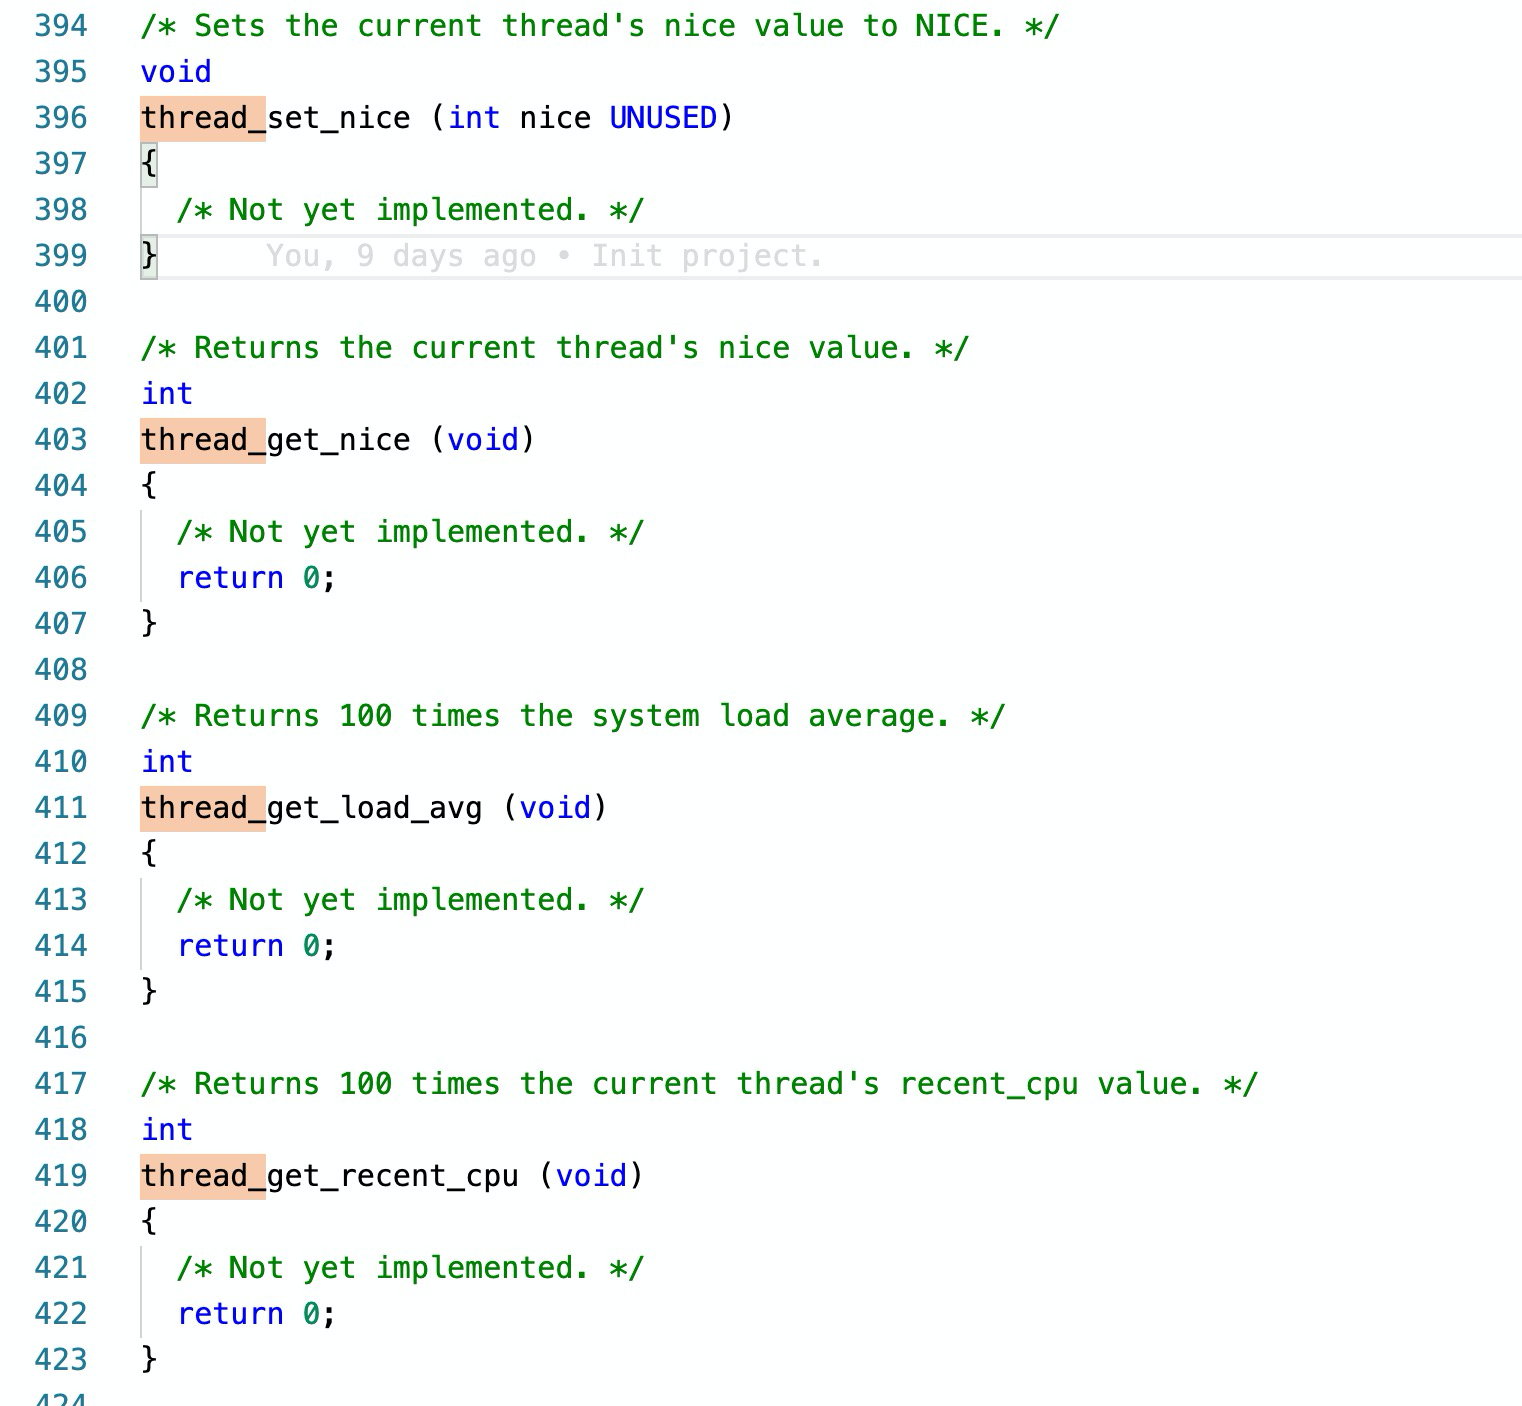 394 /* Sets the current thread's nice value to NICE. */
395 void
396 thread_set_nice (int nice UNUSED)
397 {
398 /* Not yet implemented. */
399 } You, 9 days ago • Init project.
400
401 /* Returns the current thread's nice value. */
402 int
403 thread_get_nice (void)
404 {
405 /* Not yet implemented. */
406 return 0;
407 }
408
409 /* Returns 100 times the system load average. */
410 int
411 thread_get_load_avg (void)
412 {
413 /* Not yet implemented. */
414 return 0;
415 }
416
417 /* Returns 100 times the current thread's recent_cpu value. */
418 int
419 thread_get_recent_cpu (void)
420 {
421 /* Not yet implemented. */
422 return 0;
423 }
424